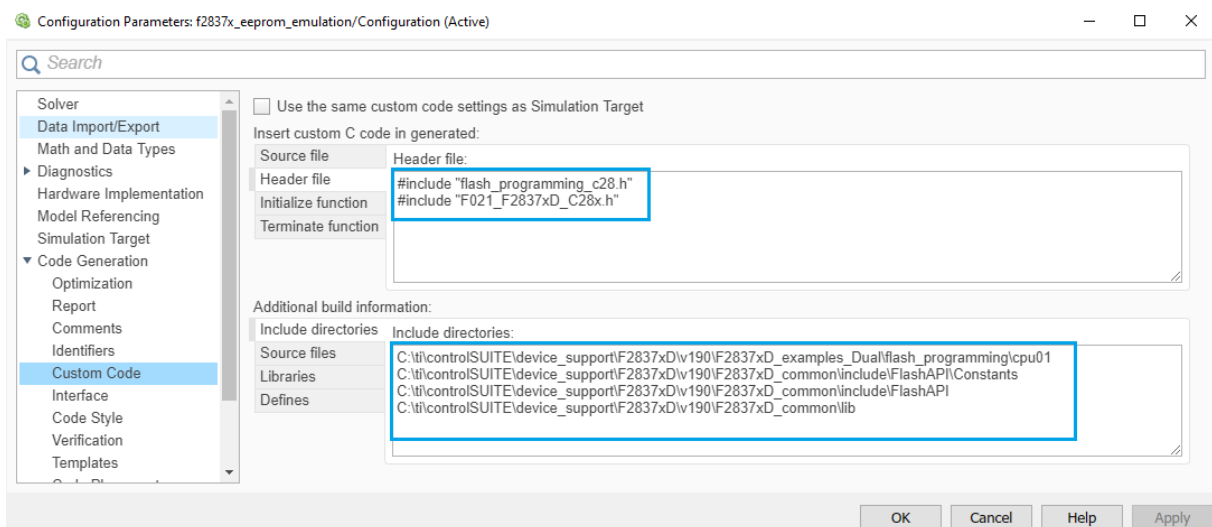 Configuration Parameters: f2837x_eeprom_emulation/Configuration (Active)
Search
Solver
Data Import/Export
Math and Data Types
Diagnostics
Hardware Implementation
Model Referencing
Simulation Target
Code Generation
Optimization
Report
Comments
Identifiers
Custom Code
Interface
Code Style
Verification
Templates
Use the same custom code settings as Simulation Target
Insert custom C code in generated:
Source file
Header file
Initialize function
Terminate function
Header file:
#include "flash_programming_c28.h"
#include "F021_F2837xD_C28x.h"
Additional build information:
Include directories
Source files
Libraries
Defines
Include directories:
C:\ti\controlSUITE\device_support\F2837xD\v190\F2837xD_examples_Dual\flash_programming\cpu01
C:\ti\controlSUITE\device_support\F2837xD\v190\F2837xD_common\include\FlashAPI\Constants
C:\ti\controlSUITE\device_support\F2837xD\v190\F2837xD_common\include\FlashAPI
C:\ti\controlSUITE\device_support\F2837xD\v190\F2837xD_common\lib
OK
Cancel
Help
Apply